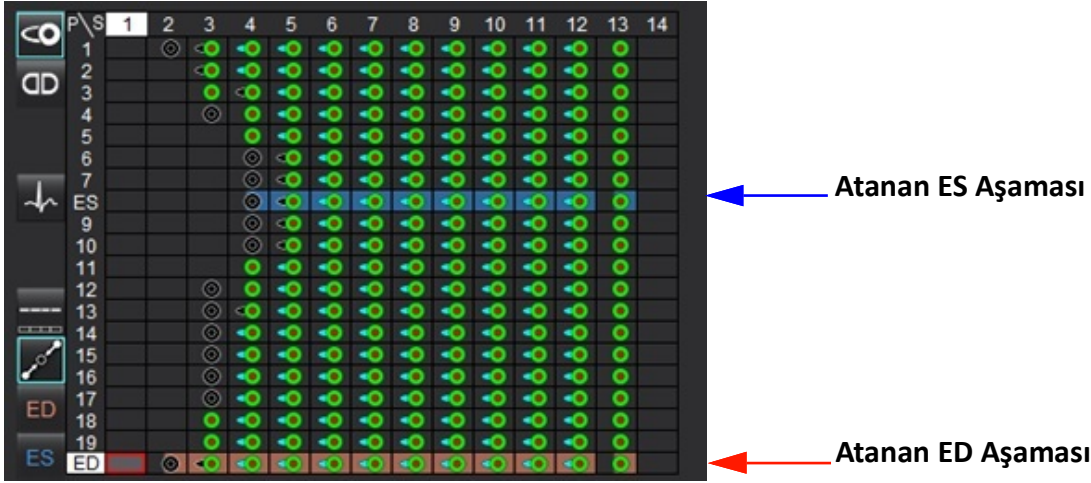 P\S 1 2 3 4 5 6 7 8 9 10 11 12 13 14
1
2
3
4
5
6
7
ES
Atanan ES Aşaması
9
10
11
12
13
14
15
16
17
ED
18
19
ES
ED
Atanan ED Aşaması